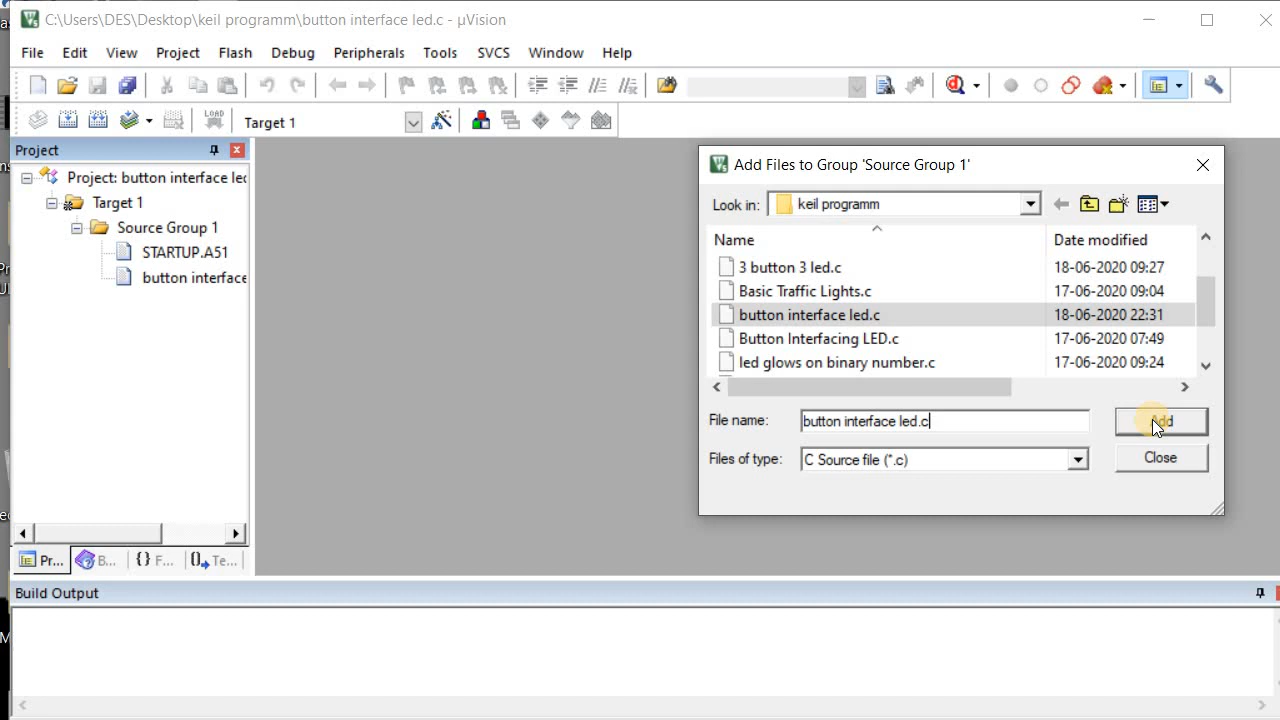 C:\Users\DES\Desktop\keil programm\button interface led.c - µVision
File Edit View Project Flash Debug Peripherals Tools SVCS Window Help
LOAD
Target 1
Project
Project: button interface le
Target 1
Source Group 1
STARTUP.A51
button interface
Pr... B... {} F... {} Te...
Add Files to Group 'Source Group 1'
Look in: keil programm
Name Date modified
3 button 3 led.c 18-06-2020 09:27
Basic Traffic Lights.c 17-06-2020 09:04
button interface led.c 18-06-2020 22:31
Button Interfacing LED.c 17-06-2020 07:49
led glows on binary number.c 17-06-2020 09:24
File name: button interface led.c Add
Files of type: C Source file (*.c) Close
Build Output